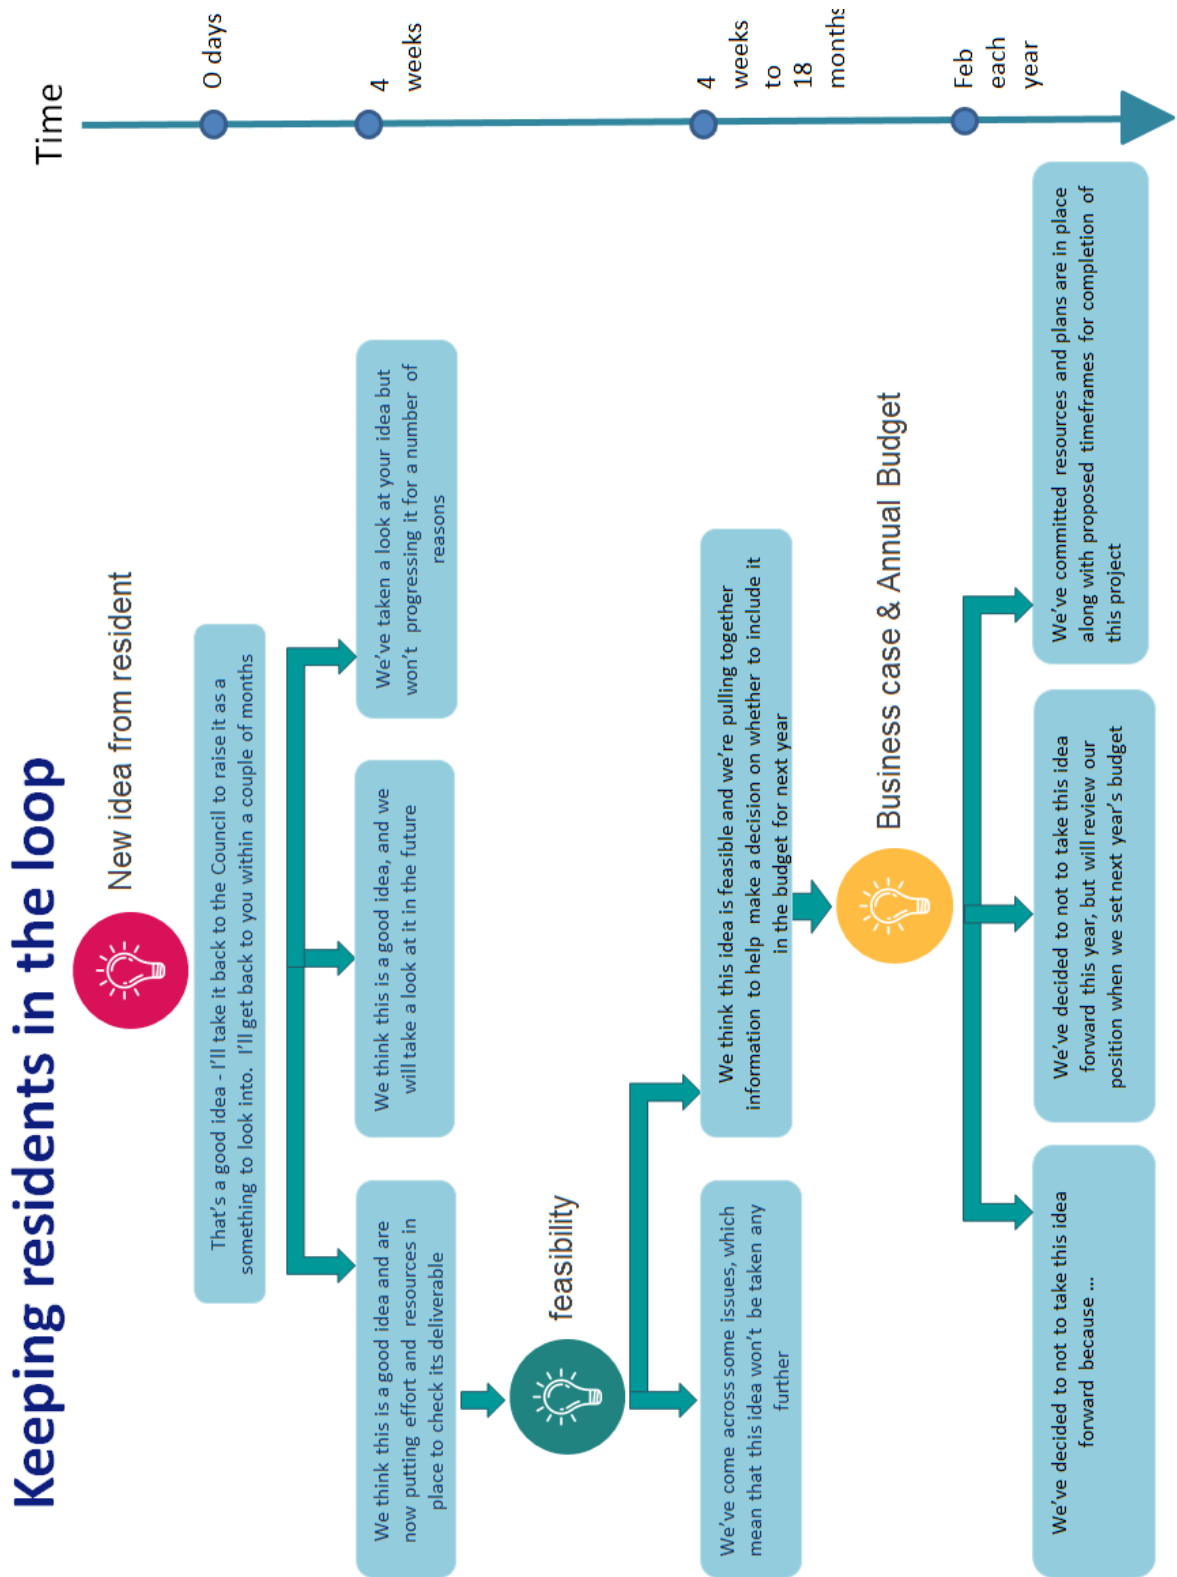 Keeping residents in the loop
Time
New idea from resident
O days
That's a good idea - I'll take it back to the Council to raise it as a
something to look into. I'll get back to you within a couple of months
4
weeks
We think this is a good idea and are
now putting effort and resources in
place to check its deliverable
We think this is a good idea, and we
will take a look at it in the future
We've taken a look at your idea but
won't progressing it for a number of
reasons
feasibility
4
weeks
to
18
months
We've come across some issues, which
mean that this idea won't be taken any
further
We think this idea is feasible and we're pulling together
information to help make a decision on whether to include it
in the budget for next year
Business case & Annual Budget
Feb
each
year
We've decided to not to take this idea
forward because ...
We've decided to not to take this idea
forward this year, but will review our
position when we set next year's budget
We've committed resources and plans are in place
along with proposed timeframes for completion of
this project